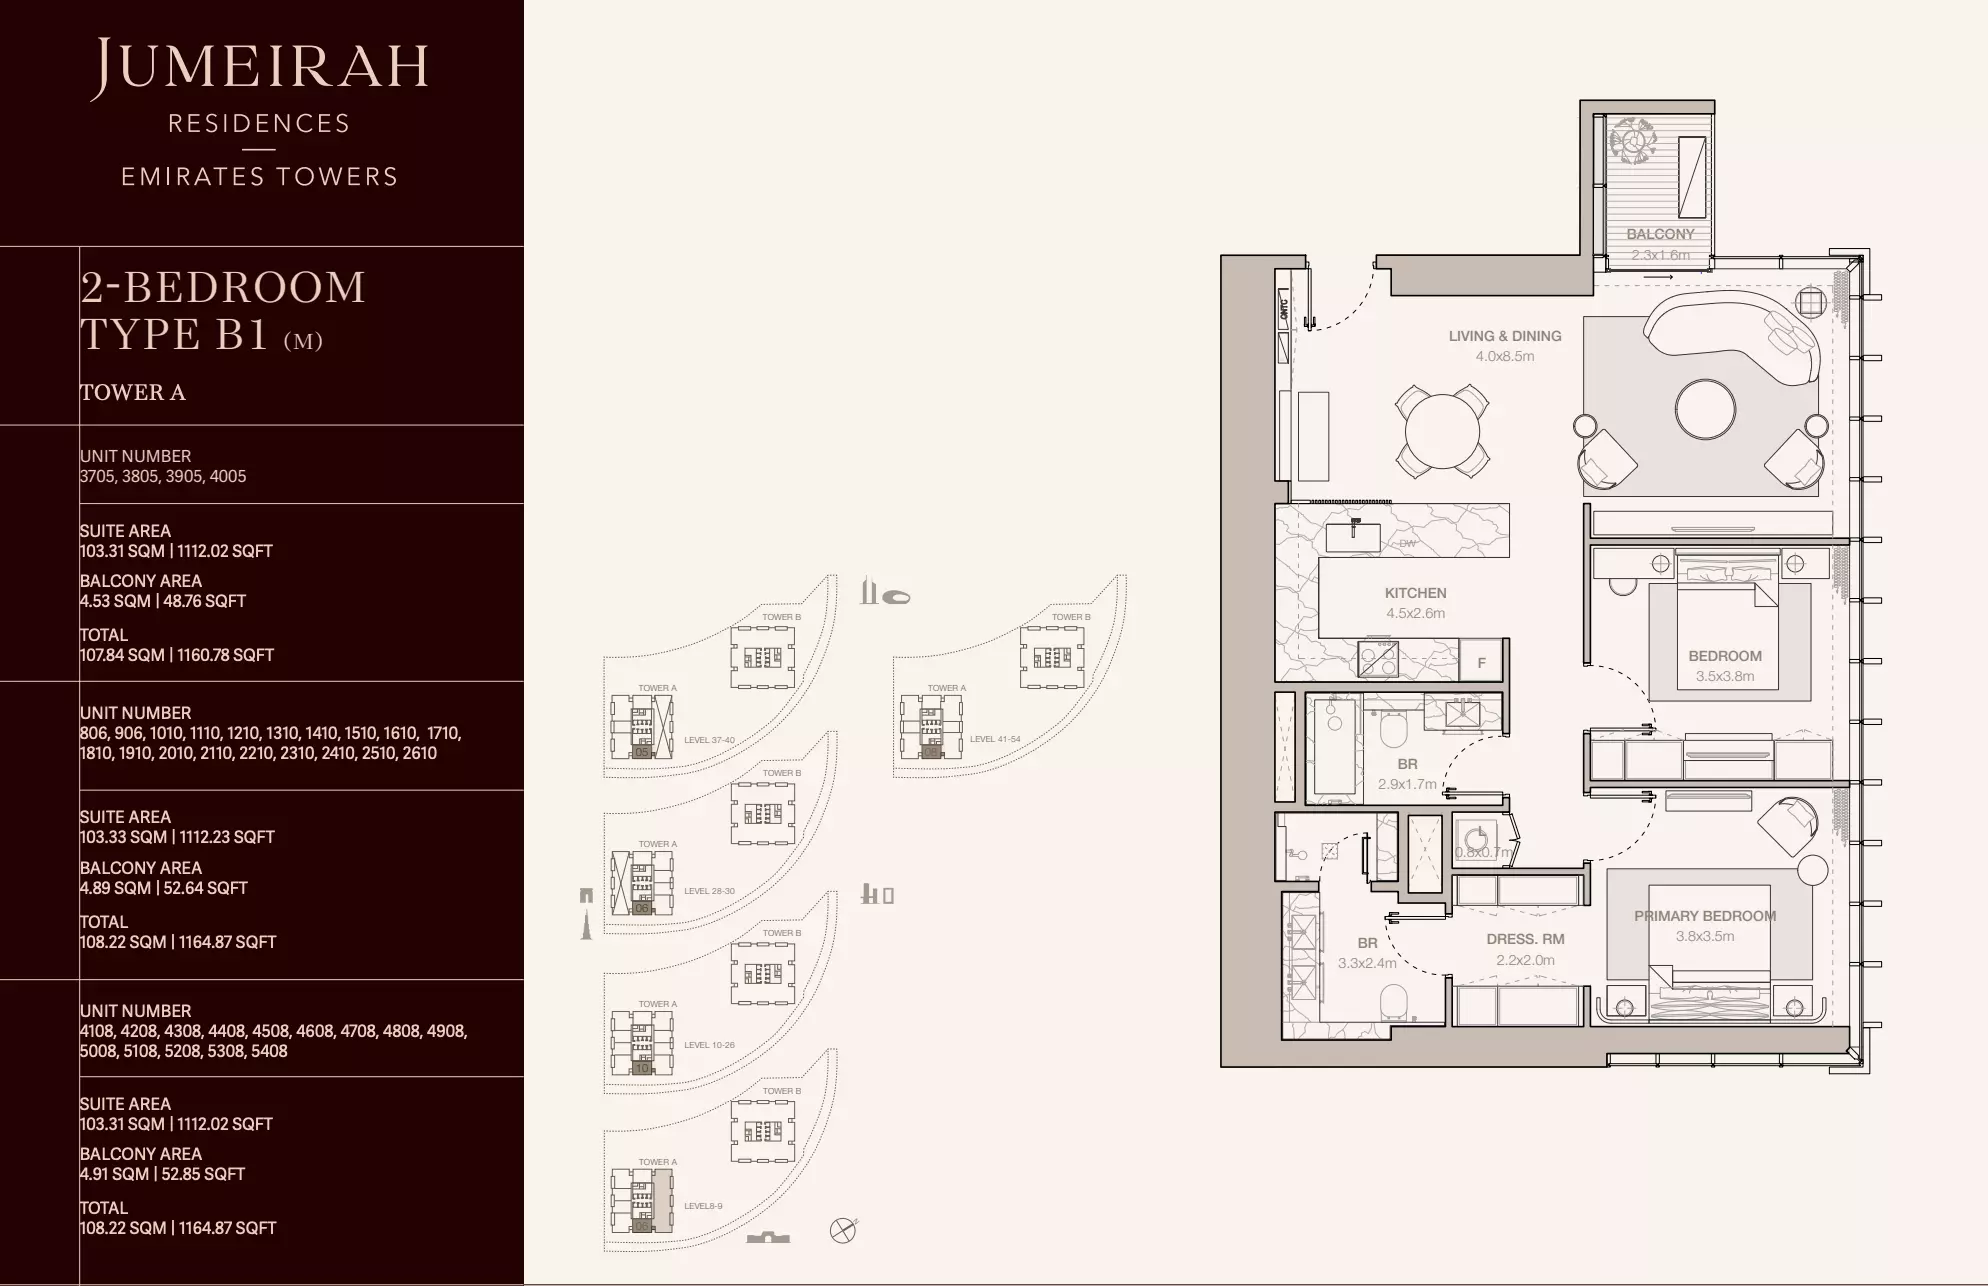 JUMEIRAH
RESIDENCES
EMIRATES TOWERS
2-BEDROOM
TYPE B1 (M)
TOWER A
UNIT NUMBER
3705, 3805, 3905, 4005
SUITE AREA
103.31 SQM | 1112.02 SQFT
BALCONY AREA
4.53 SQM | 48.76 SQFT
TOTAL
107.84 SQM | 1160.78 SQFT
UNIT NUMBER
806, 906, 1010, 1110, 1210, 1310, 1410, 1510, 1610, 1710,
1810, 1910, 2010, 2110, 2210, 2310, 2410, 2510, 2610
SUITE AREA
103.33 SQM | 1112.23 SQFT
BALCONY AREA
4.89 SQM | 52.64 SQFT
TOTAL
108.22 SQM | 1164.87 SQFT
UNIT NUMBER
4108, 4208, 4308, 4408, 4508, 4608, 4708, 4808, 4908,
5008, 5108, 5208, 5308, 5408
SUITE AREA
103.31 SQM | 1112.02 SQFT
BALCONY AREA
4.91 SQM | 52.85 SQFT
TOTAL
108.22 SQM | 1164.87 SQFT
TOWER B
TOWER A
05
LEVEL 37-40
TOWER B
TOWER A
08
LEVEL 41-54
TOWER B
TOWER A
06
LEVEL 28-30
TOWER B
TOWER A
10
LEVEL 10-26
TOWER B
TOWER A
06
LEVEL8-9
BALCONY
2.3x1.6m
LIVING & DINING
4.0x8.5m
DW
KITCHEN
4.5x2.6m
F
BEDROOM
3.5x3.8m
BR
2.9x1.7m
0.8x0.7m
PRIMARY BEDROOM
3.8x3.5m
BR
3.3x2.4m
DRESS. RM
2.2x2.0m